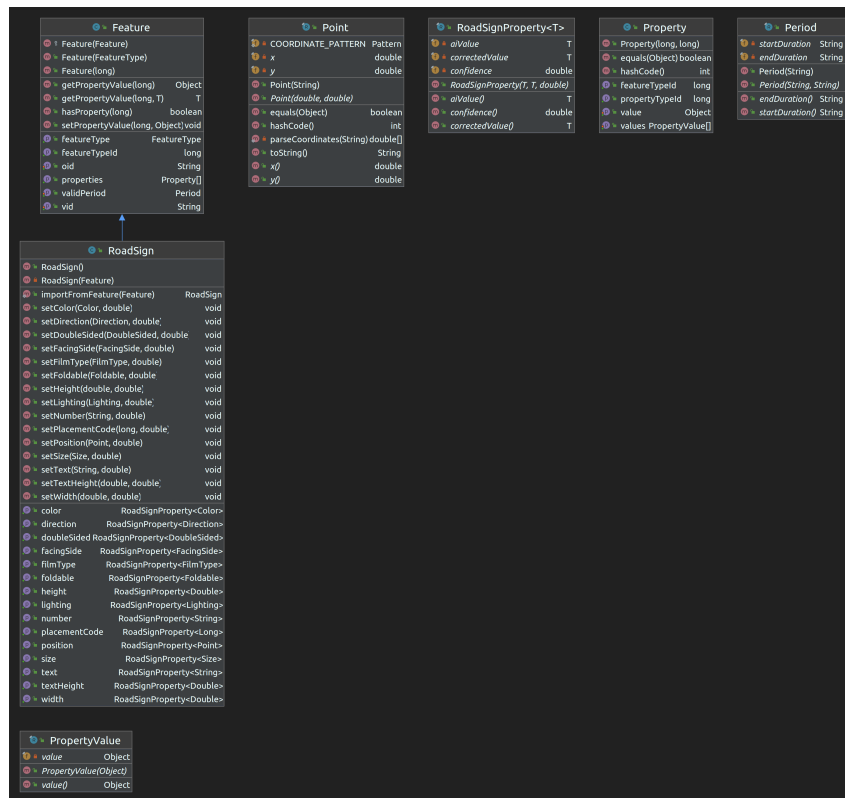 Feature
Feature(Feature)
Feature(FeatureType)
Feature(long)
getPropertyValue(long) Object
getPropertyValue(long, T) T
hasProperty(long) boolean
setPropertyValue(long, Object) void
featureType FeatureType
featureTypeId long
oid String
properties Property[]
validPeriod Period
vid String
Point
COORDINATE_PATTERN Pattern
x double
y double
Point(String)
Point(double, double)
equals(Object) boolean
hashCode() int
parseCoordinates(String) double[]
toString() String
x() double
y() double
RoadSignProperty<T>
aiValue T
correctedValue T
confidence double
RoadSignProperty(T, T, double)
aiValue() T
confidence() double
correctedValue() T
Property
Property(long, long)
equals(Object) boolean
hashCode() int
featureTypeId long
propertyTypeId long
value Object
values PropertyValue[]
Period
startDuration String
endDuration String
Period(String)
Period(String, String)
endDuration() String
startDuration() String
RoadSign
RoadSign()
RoadSign(Feature)
importFromFeature(Feature) RoadSign
setColor(Color, double) void
setDirection(Direction, double) void
setDoubleSided(DoubleSided, double void
setFacingSide(FacingSide, double) void
setFilmType(FilmType, double) void
setFoldable(Foldable, double void
setHeight(double, double) void
setLighting(Lighting, double) void
setNumber(String, double) void
setPlacementCode(long, double) void
setPosition(Point, double) void
setSize(Size, double) void
setText(String, double) void
setTextHeight(double, double) void
setWidth(double, double) void
color RoadSignProperty<Color>
direction RoadSignProperty<Direction>
doubleSided RoadSignProperty<DoubleSided>
facingSide RoadSignProperty<FacingSide>
filmType RoadSignProperty<FilmType>
foldable RoadSignProperty<Foldable>
height RoadSignProperty<Double>
lighting RoadSignProperty<Lighting>
number RoadSignProperty<String>
placementCode RoadSignProperty<Long>
position RoadSignProperty<Point>
size RoadSignProperty<Size>
text RoadSignProperty<String>
textHeight RoadSignProperty<Double>
width RoadSignProperty<Double>
PropertyValue
value Object
PropertyValue(Object)
value() Object